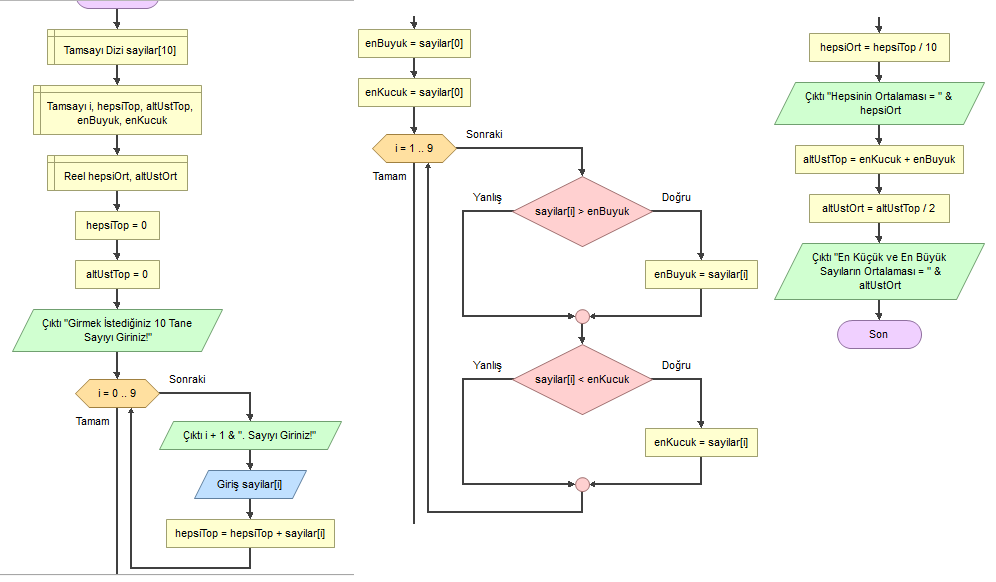 Tamsayı Dizi sayilar[10]
Tamsayı i, hepsiTop, altUstTop,
enBuyuk, enKucuk
Reel hepsiOrt, altUstOrt
hepsiTop = 0
altUstTop = 0
Çıktı "Girmek İstediğiniz 10 Tane
Sayıyı Giriniz!"
i = 0 .. 9
Sonraki
Tamam
Çıktı i + 1 & ". Sayıyı Giriniz!"
Giriş sayilar[i]
hepsiTop = hepsiTop + sayilar[i]
enBuyuk = sayilar[0]
enKucuk = sayilar[0]
i = 1 .. 9
Sonraki
Tamam
Yanlış
sayilar[i] > enBuyuk
Doğru
enBuyuk = sayilar[i]
Yanlış
sayilar[i] < enKucuk
Doğru
enKucuk = sayilar[i]
hepsiOrt = hepsiTop / 10
Çıktı "Hepsinin Ortalaması = " &
hepsiOrt
altUstTop = enKucuk + enBuyuk
altUstOrt = altUstTop / 2
Çıktı "En Küçük ve En Büyük
Sayıların Ortalaması = " &
altUstOrt
Son